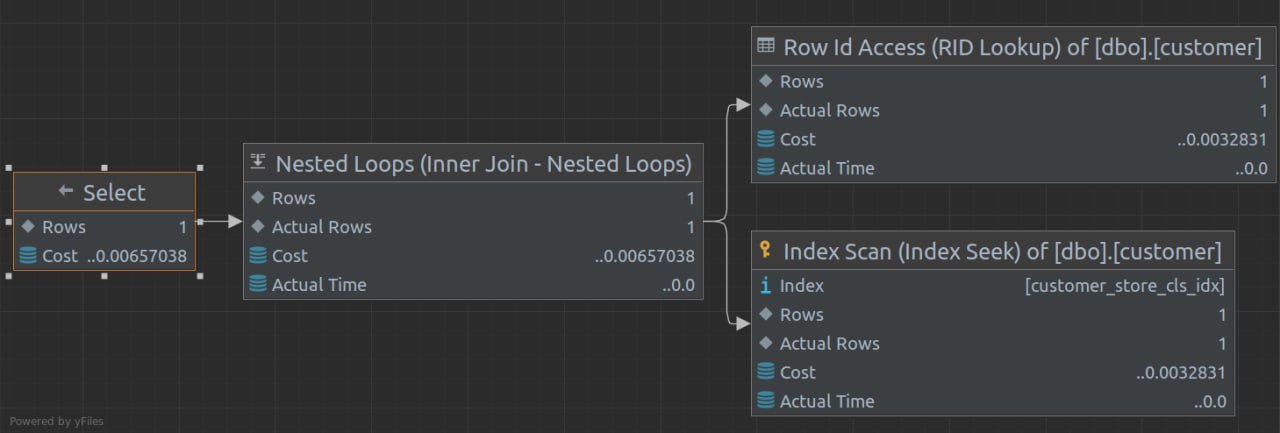 Select
Rows 1
Cost ..0.00657038
Nested Loops (Inner Join - Nested Loops)
Rows 1
Actual Rows 1
Cost ..0.00657038
Actual Time ..0.0
Row Id Access (RID Lookup) of [dbo].[customer]
Rows 1
Actual Rows 1
Cost ..0.0032831
Actual Time ..0.0
Index Scan (Index Seek) of [dbo].[customer]
Index [customer_store_cls_idx]
Rows 1
Actual Rows 1
Cost ..0.0032831
Actual Time ..0.0
Powered by yFiles